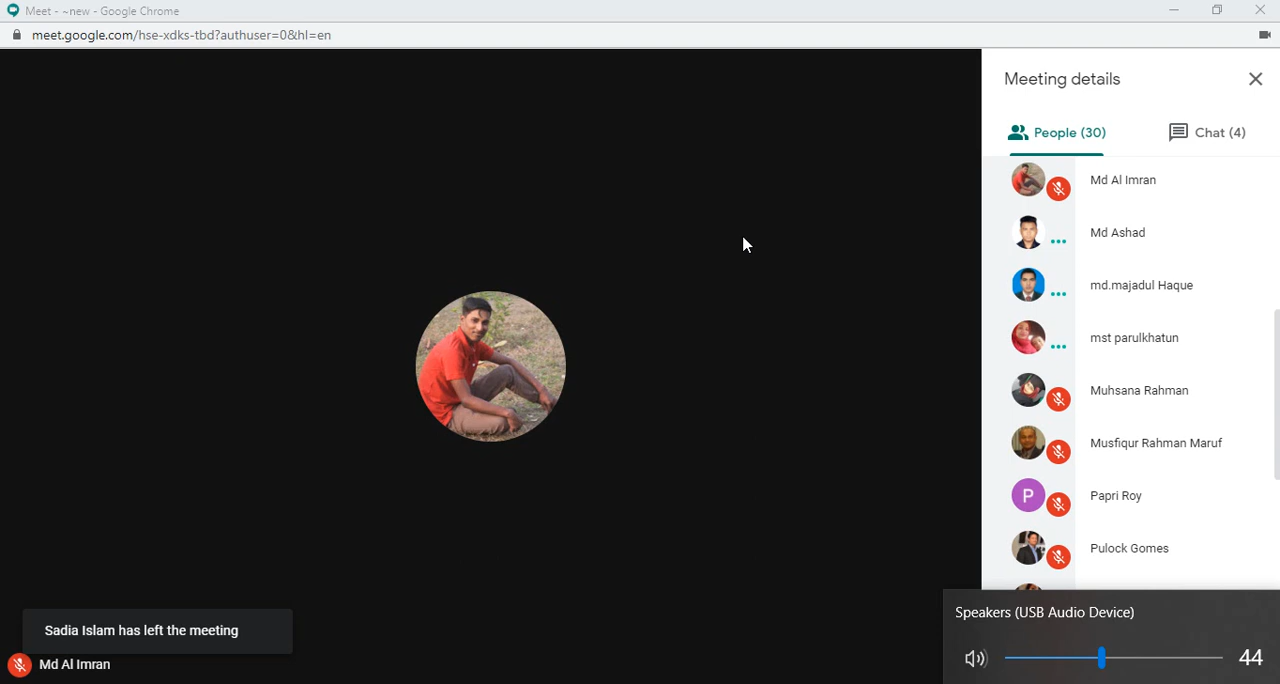 Meet - ~new - Google Chrome
meet.google.com/hse-xdks-tbd?authuser=0&hl=en
Meeting details
People (30)
Chat (4)
Md Al Imran
Md Ashad
md.majadul Haque
mst parulkhatun
Muhsana Rahman
Musfiqur Rahman Maruf
P
Papri Roy
Pulock Gomes
Sadia Islam has left the meeting
Md Al Imran
Speakers (USB Audio Device)
44